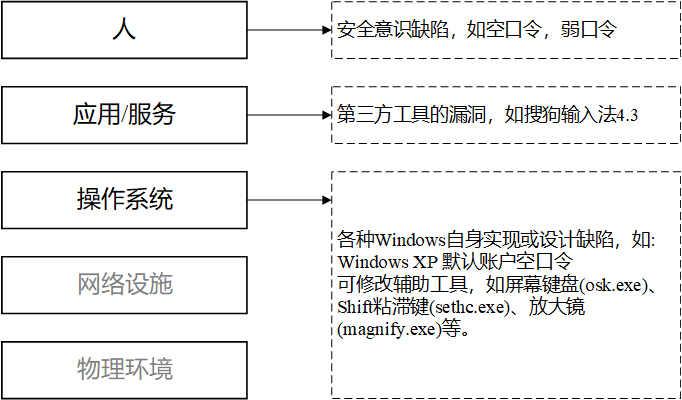 人
安全意识缺陷，如空口令，弱口令
应用/服务
第三方工具的漏洞，如搜狗输入法4.3
操作系统
各种Windows自身实现或设计缺陷，如:
Windows XP 默认账户空口令
可修改辅助工具，如屏幕键盘(osk.exe)、
Shift粘滞键(sethc.exe)、放大镜
(magnify.exe)等。
网络设施
物理环境